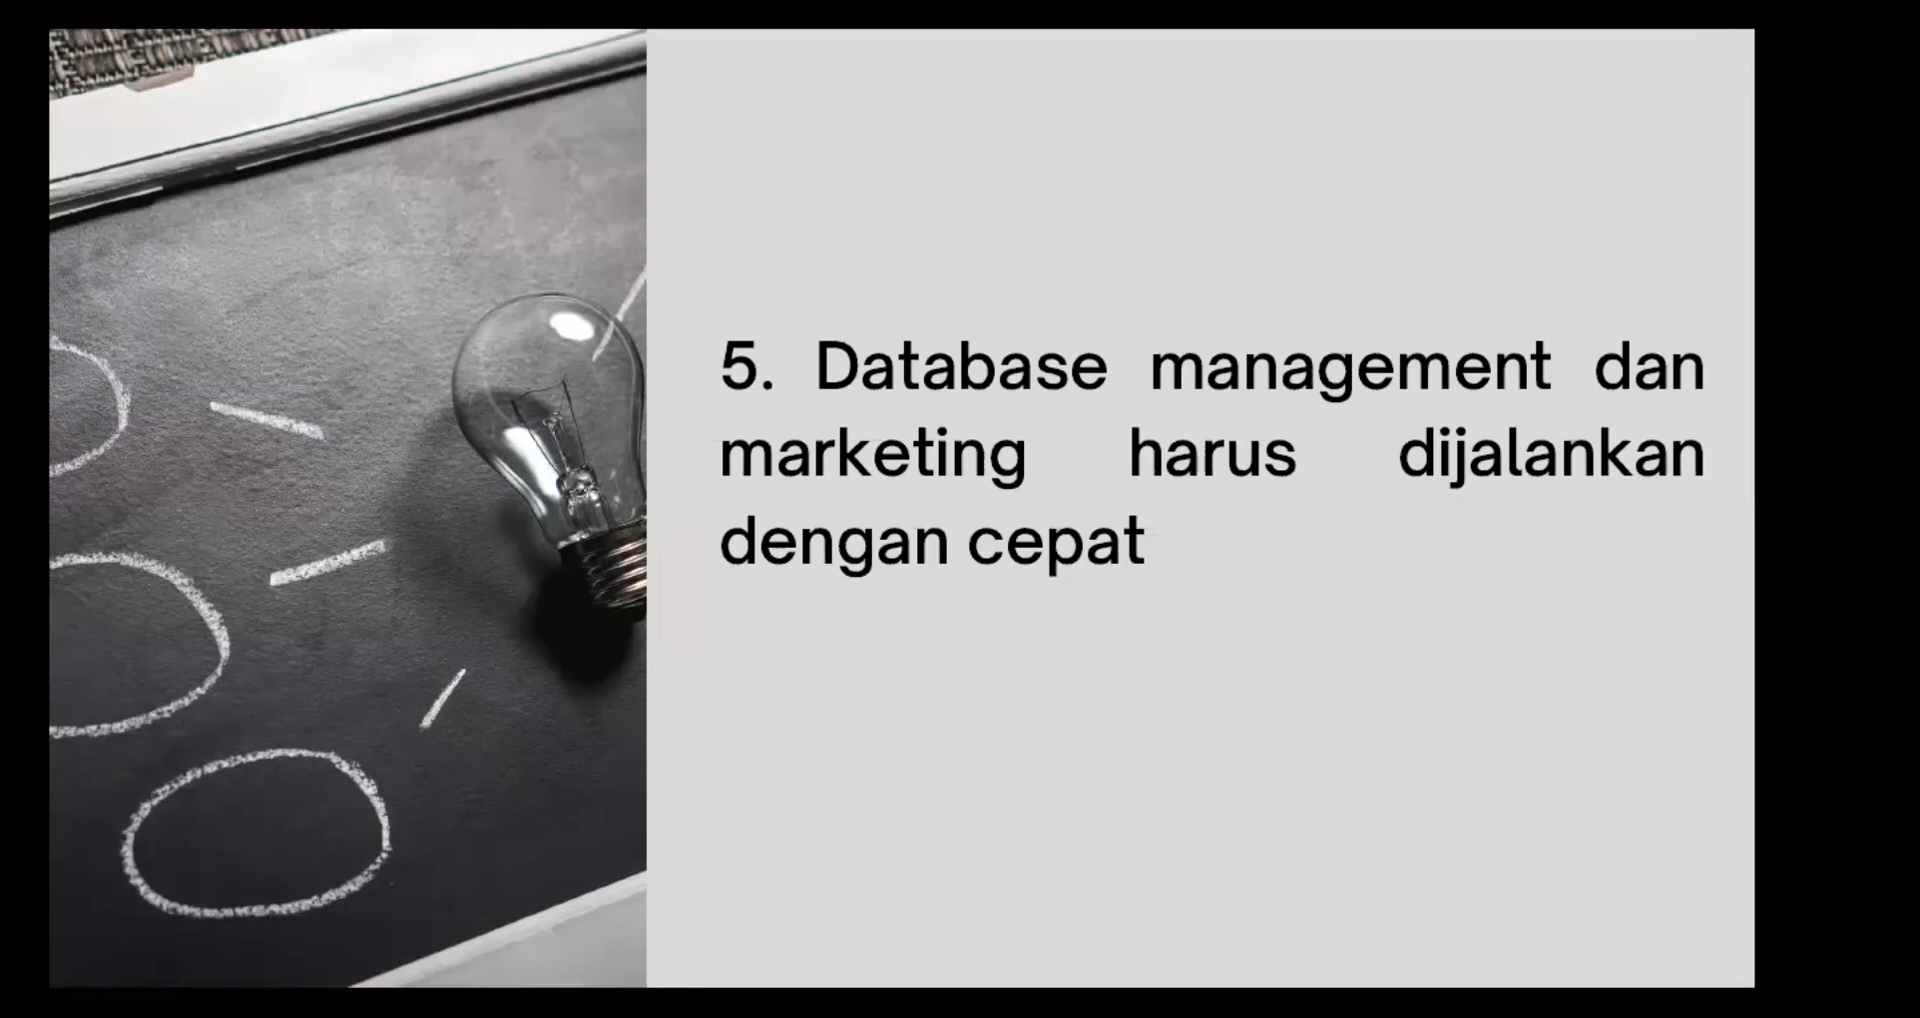 5. Database management dan
marketing harus dijalankan
dengan cepat